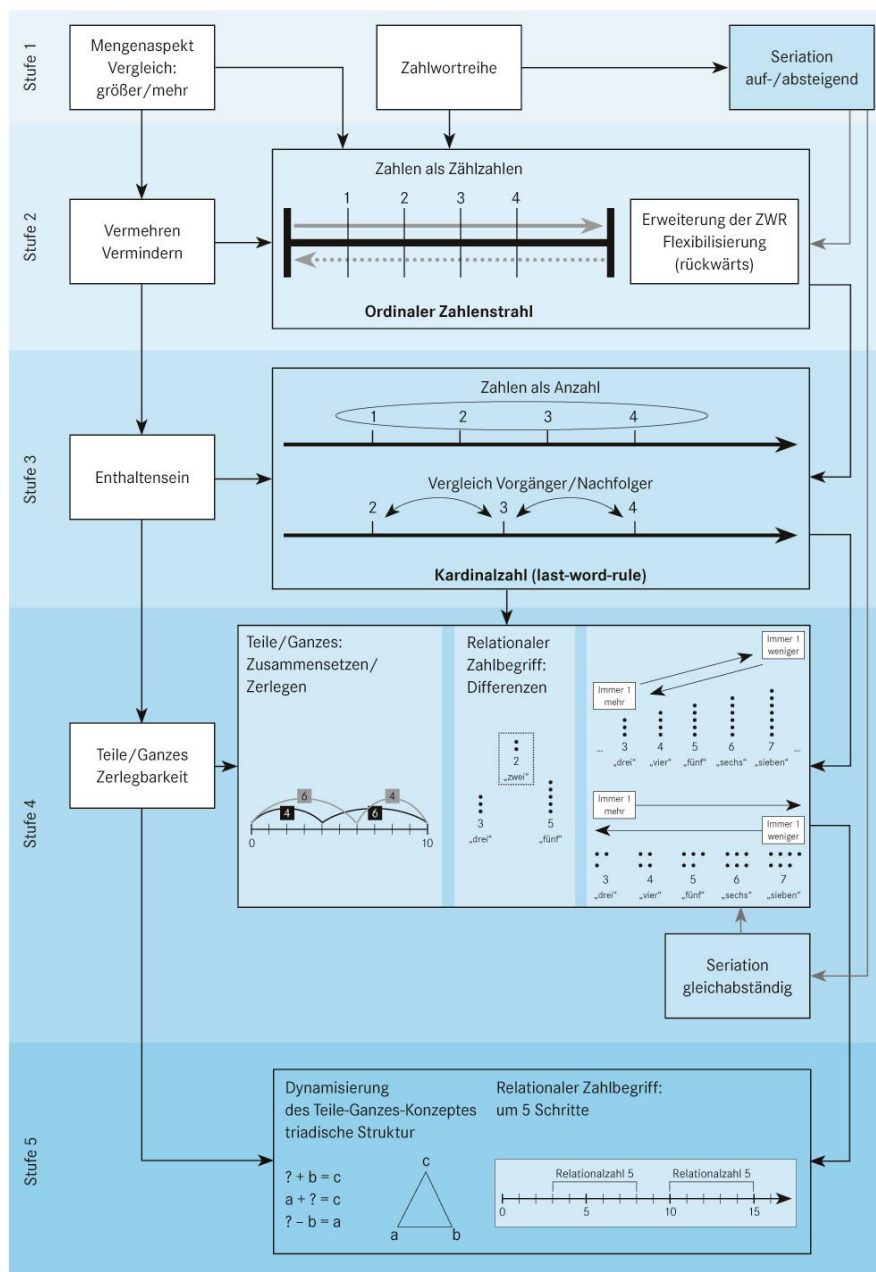 Stufe 1
Mengenaspekt
Vergleich:
größer/mehr
Zahlwortreihe
Seriation
auf-/absteigend
Stufe 2
Vermehren
Vermindern
Zahlen als Zählzahlen
1 2 3 4
Erweiterung der ZWR
Flexibilisierung
(rückwärts)
Ordinaler Zahlenstrahl
Stufe 3
Enthaltensein
Zahlen als Anzahl
1 2 3 4
Vergleich Vorgänger/Nachfolger
2 3 4
Kardinalzahl (last-word-rule)
Stufe 4
Teile/Ganzes
Zerlegbarkeit
Teile/Ganzes:
Zusammensetzen/
Zerlegen
6 4
4 6
0 10
Relationaler
Zahlbegriff:
Differenzen
2
„zwei“
3 5
„drei“ „fünf“
Immer 1
weniger
Immer 1
mehr
... 3 4 5 6 7 ...
„drei“ „vier“ „fünf“ „sechs“ „sieben“
Immer 1
mehr
Immer 1
weniger
3 4 5 6 7
„drei“ „vier“ „fünf“ „sechs“ „sieben“
Seriation
gleichabständig
Stufe 5
Dynamisierung
des Teile-Ganzes-Konzeptes
triadische Struktur
? + b = c
a + ? = c
? – b = a
c
a b
Relationaler Zahlbegriff:
um 5 Schritte
Relationalzahl 5 Relationalzahl 5
0 5 10 15